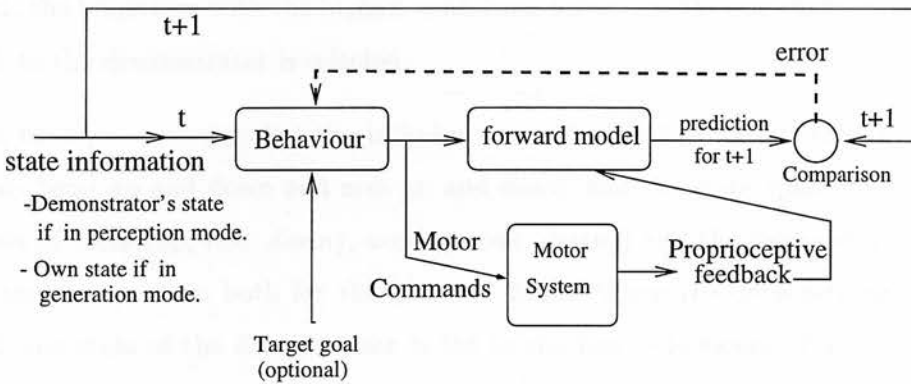 t+1
error
t
Behaviour
forward model
prediction
for t+1
t+1
Comparison
state information
-Demonstrator's state
if in perception mode.
- Own state if in
generation mode.
Motor
Commands
Motor
System
Proprioceptive
feedback
Target goal
(optional)